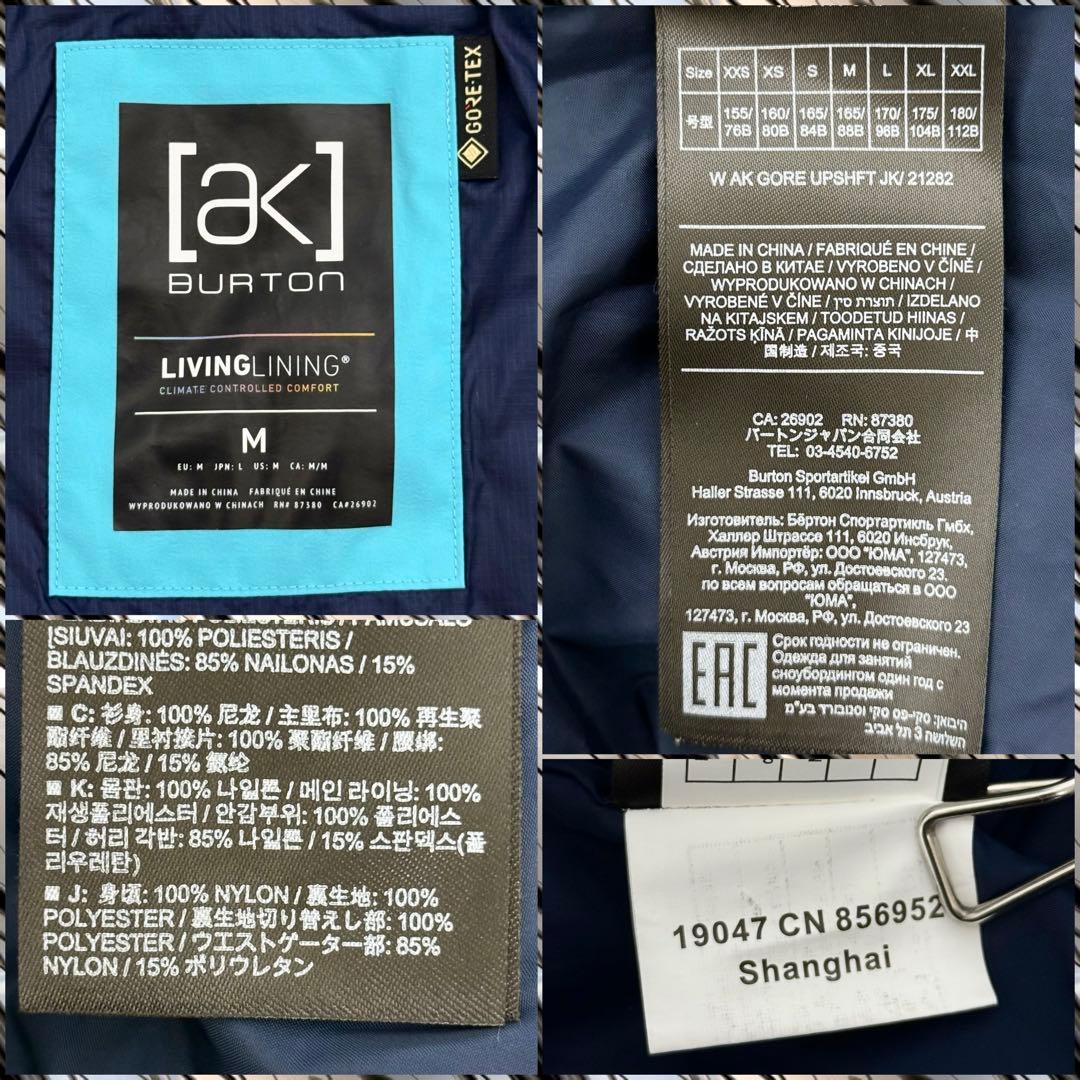 [ak]
BURTON
LIVINGLINING®
CLIMATE CONTROLLED COMFORT
M
EU: M JPN: L US: M CA: M/M
MADE IN CHINA FABRIQUÉ EN CHINE
WYPRODUKOWANO W CHINACH RN# 87380 CA#26902
GORE-TEX
Size XXS XS S M L XL XXL
号型 155/76B 160/80B 165/84B 165/88B 170/96B 175/104B 180/112B
W AK GORE UPSHFT JK/ 21282
MADE IN CHINA / FABRIQUÉ EN CHINE /
СДЕЛАНО В КИТАЕ / VYROBENO V ČÍNĚ /
WYPRODUKOWANO W CHINACH /
VYROBENÉ V ČÍNE / תוצרת סין / IZDELANO
NA KITAJSKEM / TOODETUD HIINAS /
RAŽOTS ĶĪNĀ / PAGAMINTA KINIJOJE / 中
国制造 / 제조국: 중국
CA: 26902 RN: 87380
バートンジャパン合同会社
TEL: 03-4540-6752
Burton Sportartikel GmbH
Haller Strasse 111, 6020 Innsbruck, Austria
Изготовитель: Бёртон Спортартикль Гмбх,
Халлер Штрассе 111, 6020 Инсбрук,
Австрия Импортёр: ООО "ЮМА", 127473,
г. Москва, РФ, ул. Достоевского 23.
по всем вопросам обращаться в ООО
"ЮМА",
127473, г. Москва, РФ, ул. Достоевского 23
EAC
Срок годности не ограничен.
Одежда для занятий
сноубордингом один год с
момента продажи
היבואן: סקי-פס סקי וסנובורד בע"מ
השלושה 3 תל אביב
ĮSIUVAI: 100% POLIESTERIS /
BLAUZDINĖS: 85% NAILONAS / 15%
SPANDEX
C: 衫身: 100% 尼龙 / 主里布: 100% 再生聚
酯纤维 / 里衬接片: 100% 聚酯纤维 / 腰绑:
85% 尼龙 / 15% 氨纶
K: 몸판: 100% 나일론 / 메인 라이닝: 100%
재생폴리에스터 / 안감부위: 100% 폴리에스
터 / 허리 각반: 85% 나일론 / 15% 스판덱스(폴
리우레탄)
J: 身頃: 100% NYLON / 裏生地: 100%
POLYESTER / 裏生地切り替えし部: 100%
POLYESTER / ウエストゲーター部: 85%
NYLON / 15% ポリウレタン
19047 CN 856952
Shanghai